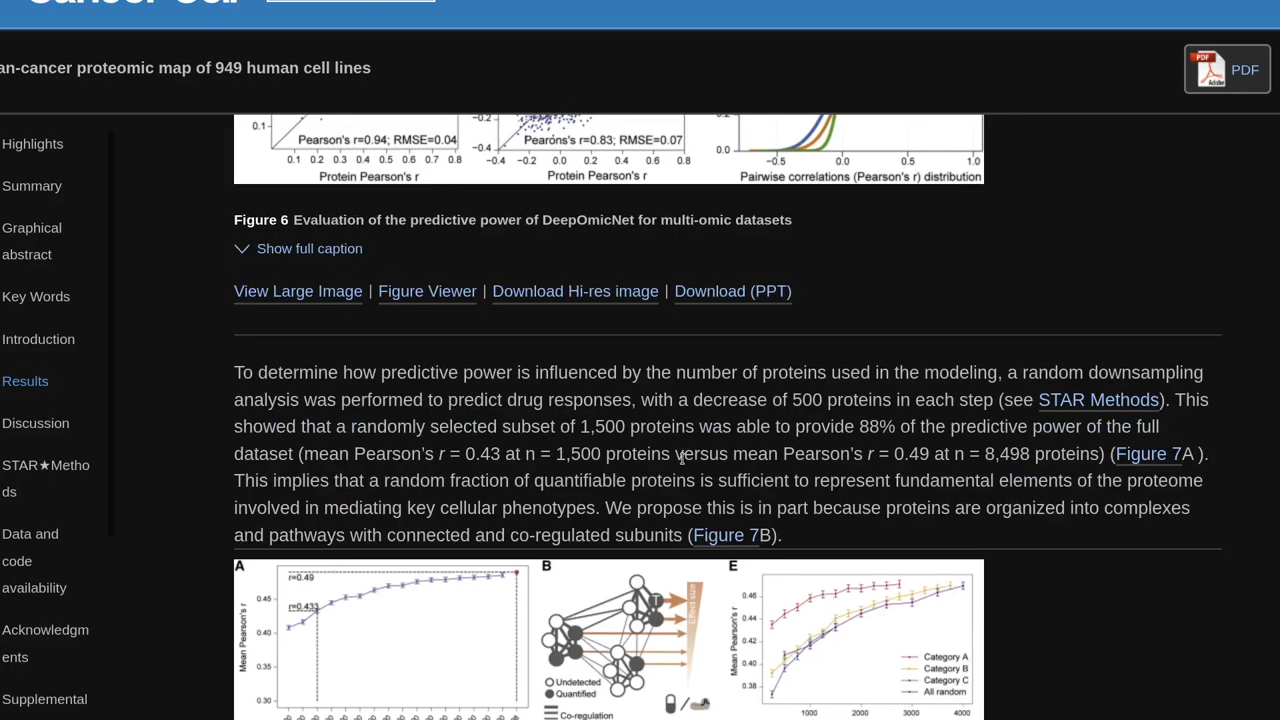 Cancer Cell
an-cancer proteomic map of 949 human cell lines
PDF
PDF
Adobe
Highlights
Summary
Graphical
abstract
Key Words
Introduction
Results
Discussion
STAR★Metho
ds
Data and
code
availability
Acknowledgm
ents
Supplemental
0.1
Pearson's r=0.94; RMSE=0.04
0.1 0.2 0.3 0.4 0.5 0.6 0.7 0.8
Protein Pearson's r
−0.2
−0.4
Pearons's r=0.83; RMSE=0.07
−0.4 −0.2 0.0 0.2 0.4 0.6 0.8
Protein Pearson's r
0.2
0.0
−0.5 0.0 0.5 1.0
Pairwise correlations (Pearson's r) distribution
Figure 6 Evaluation of the predictive power of DeepOmicNet for multi-omic datasets
Show full caption
View Large Image | Figure Viewer | Download Hi-res image | Download (PPT)
To determine how predictive power is influenced by the number of proteins used in the modeling, a random downsampling
analysis was performed to predict drug responses, with a decrease of 500 proteins in each step (see STAR Methods). This
showed that a randomly selected subset of 1,500 proteins was able to provide 88% of the predictive power of the full
dataset (mean Pearson’s r = 0.43 at n = 1,500 proteins versus mean Pearson’s r = 0.49 at n = 8,498 proteins) (Figure 7A ).
This implies that a random fraction of quantifiable proteins is sufficient to represent fundamental elements of the proteome
involved in mediating key cellular phenotypes. We propose this is in part because proteins are organized into complexes
and pathways with connected and co-regulated subunits (Figure 7B).
A
r=0.49
r=0.433
0.45
0.40
0.35
0.30
Mean Pearson's r
B
T
Effect size
Undetected
Quantified
Co-regulation
E
0.46
0.44
0.42
0.40
0.38
Mean Pearson's r
Category A
Category B
Category C
All random
1000 2000 3000 4000